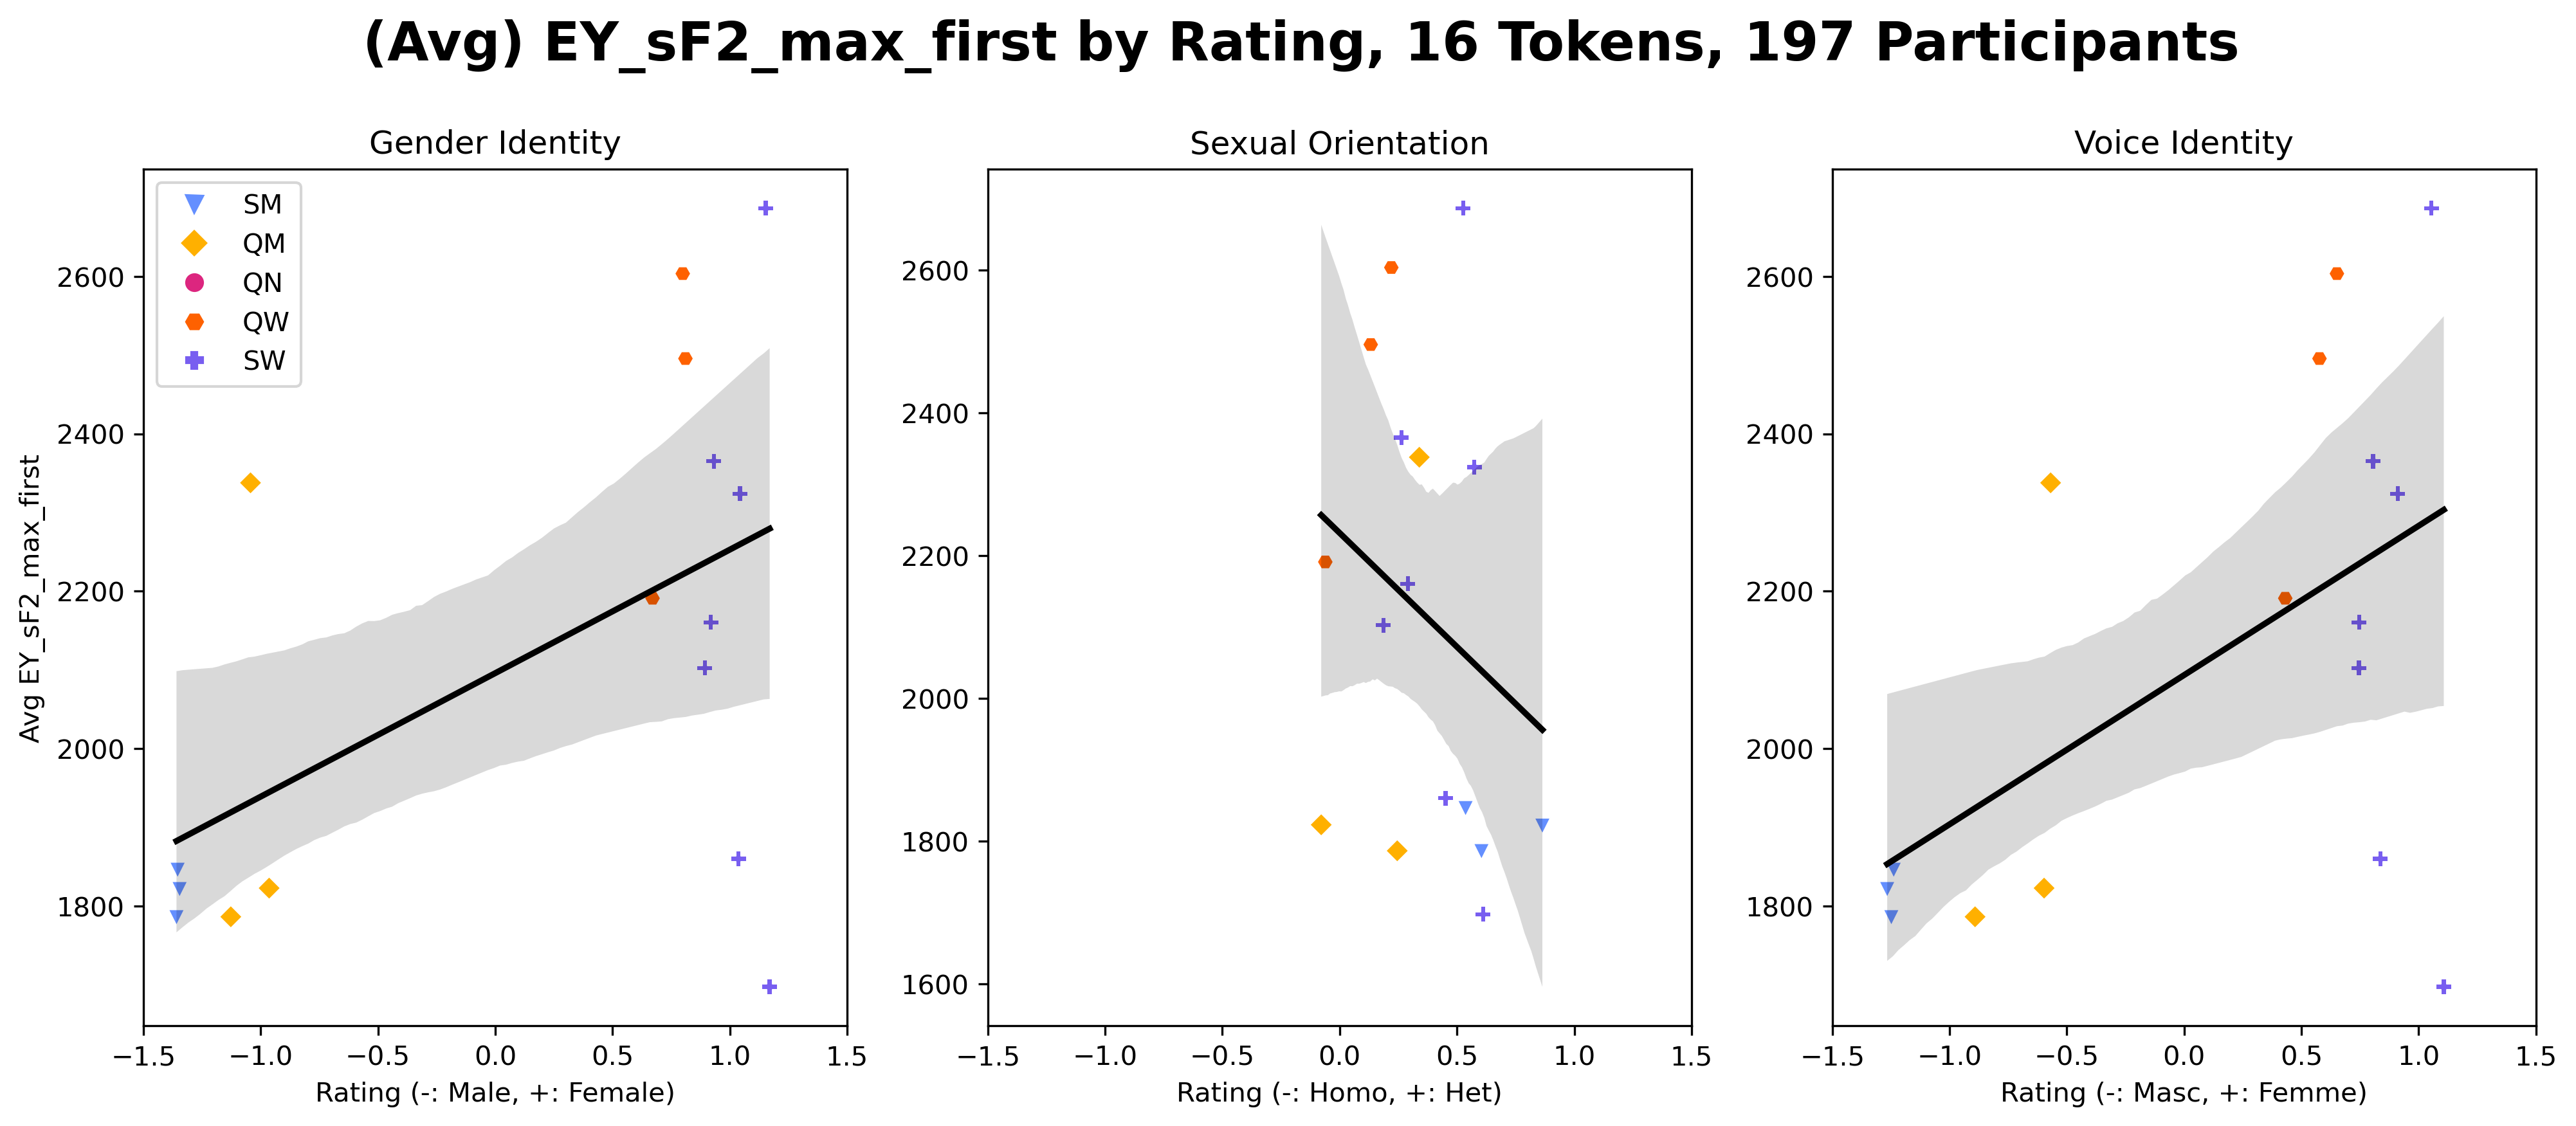 (Avg) EY_sF2_max_first by Rating, 16 Tokens, 197 Participants
Gender Identity
SM
QM
QN
QW
SW
Avg EY_sF2_max_first
2600
2400
2200
2000
1800
−1.5 −1.0 −0.5 0.0 0.5 1.0 1.5
Rating (-: Male, +: Female)
Sexual Orientation
2600
2400
2200
2000
1800
1600
−1.5 −1.0 −0.5 0.0 0.5 1.0 1.5
Rating (-: Homo, +: Het)
Voice Identity
2600
2400
2200
2000
1800
−1.5 −1.0 −0.5 0.0 0.5 1.0 1.5
Rating (-: Masc, +: Femme)